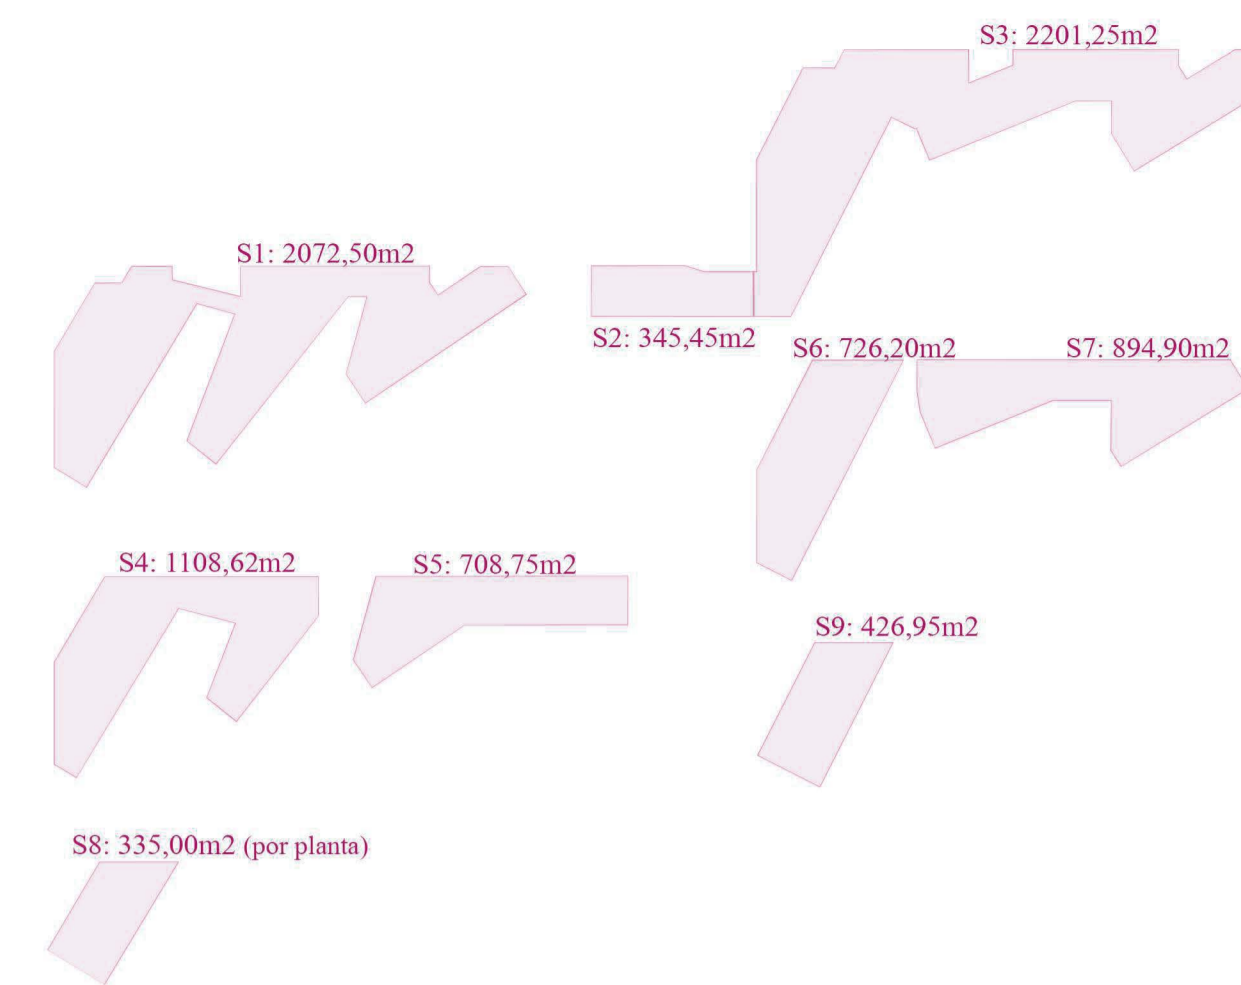 S3: 2201,25m2
S1: 2072,50m2
S2: 345,45m2
S6: 726,20m2
S7: 894,90m2
S4: 1108,62m2
S5: 708,75m2
S9: 426,95m2
S8: 335,00m2 (por planta)